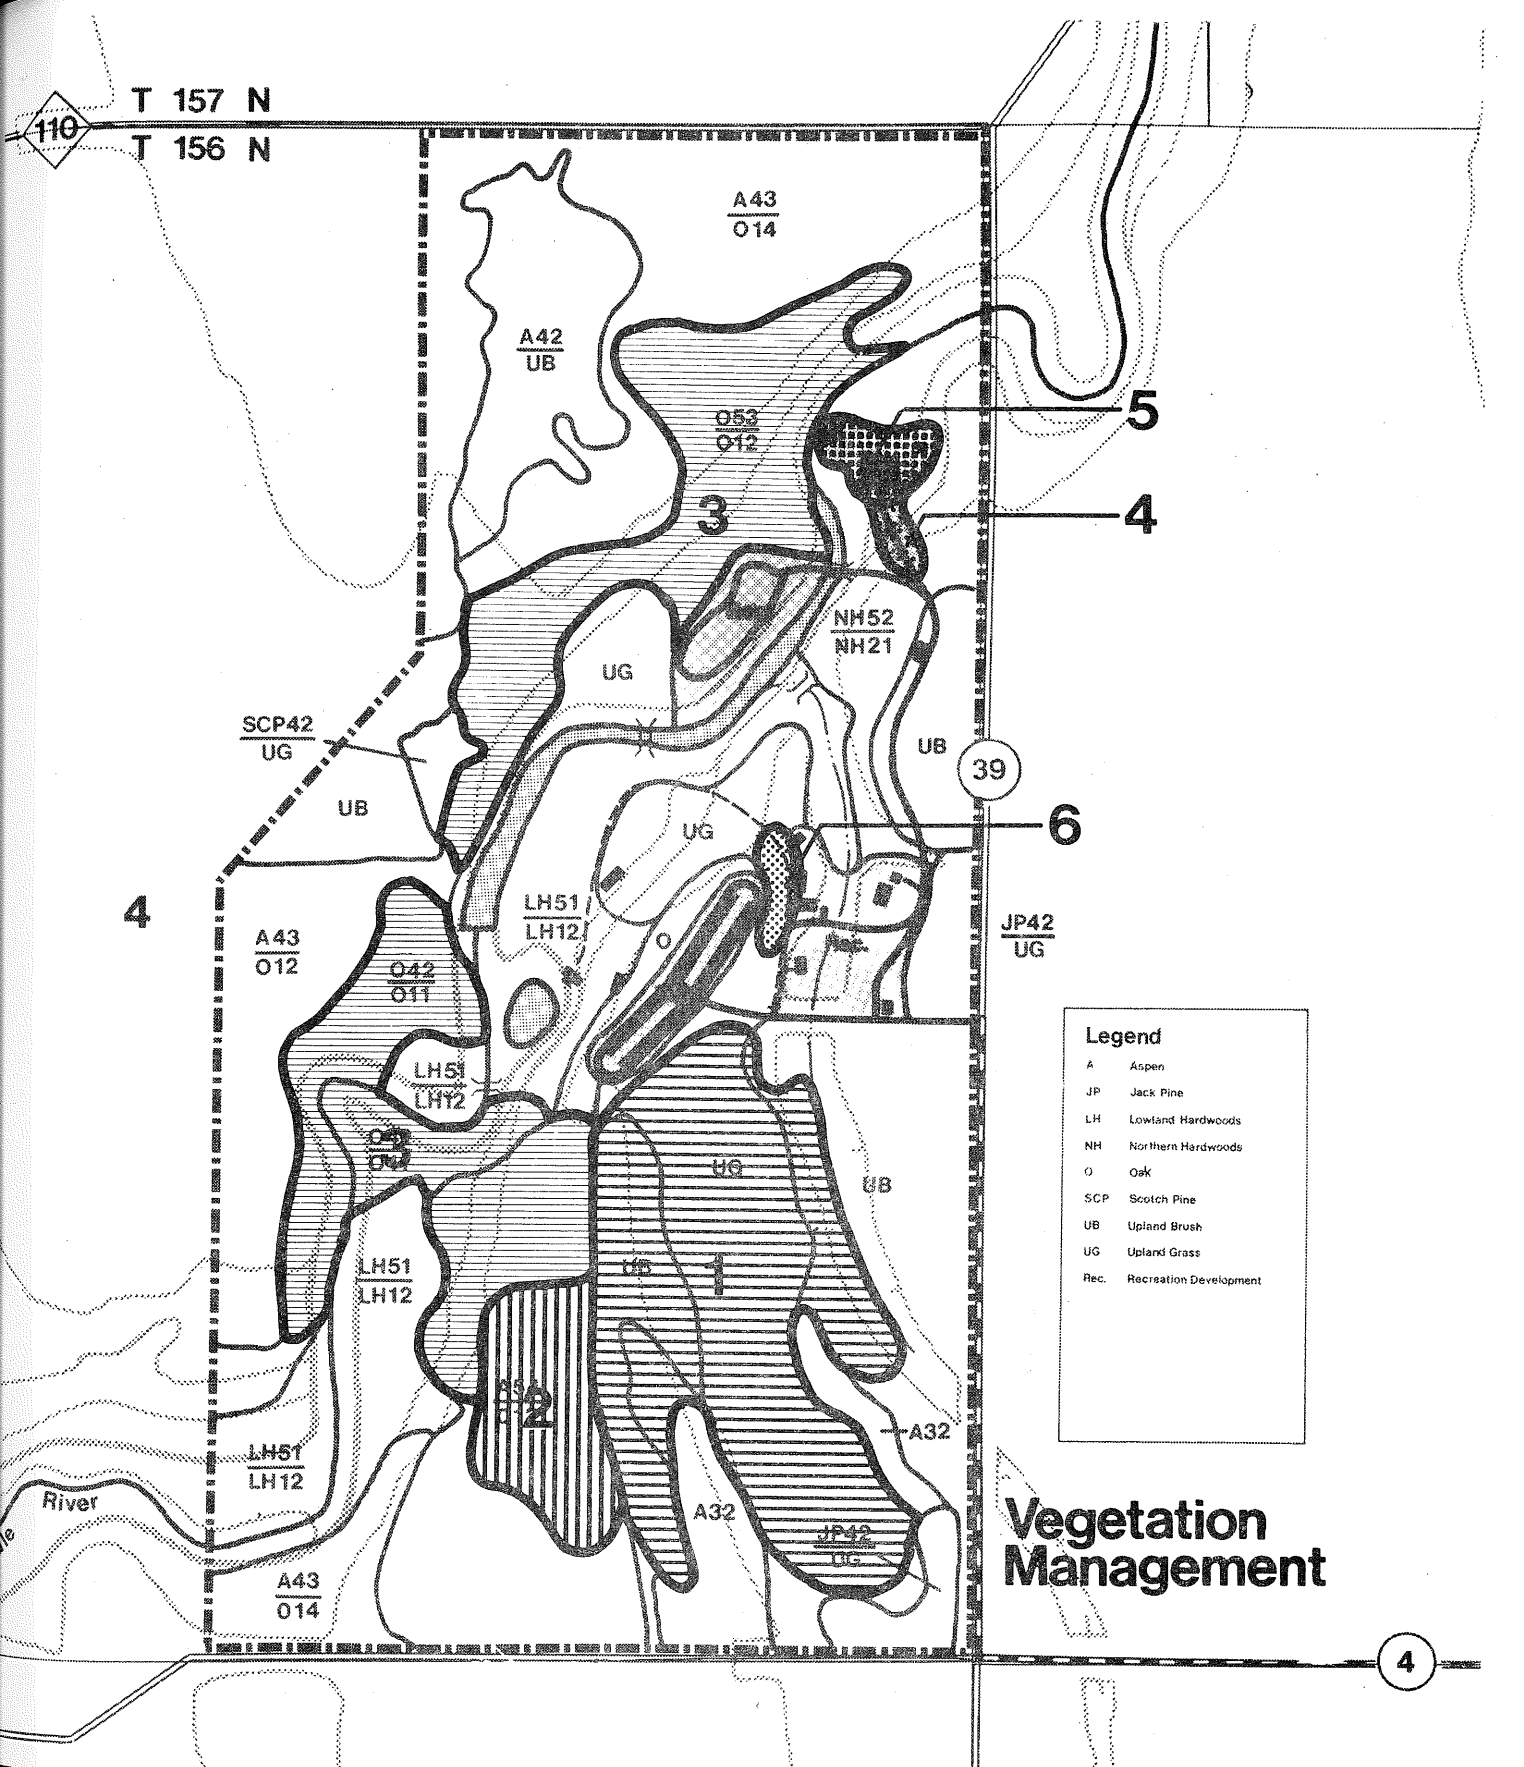 T 157 N
110
T 156 N
A43
O14
A42
UB
5
O53
O12
3
4
NH52
NH21
UG
SCP42
UG
UB
39
UB
6
UG
4
LH51
LH12
JP42
UG
A43
O12
O
Rec.
O42
O11
Legend
A Aspen
JP Jack Pine
LH Lowland Hardwoods
NH Northern Hardwoods
O Oak
SCP Scotch Pine
UB Upland Brush
UG Upland Grass
Rec. Recreation Development
LH51
LH12
3
UG
UB
UB
1
LH51
LH12
2
A32
LH51
LH12
River
A32
JP42
UG
Vegetation
Management
A43
O14
4